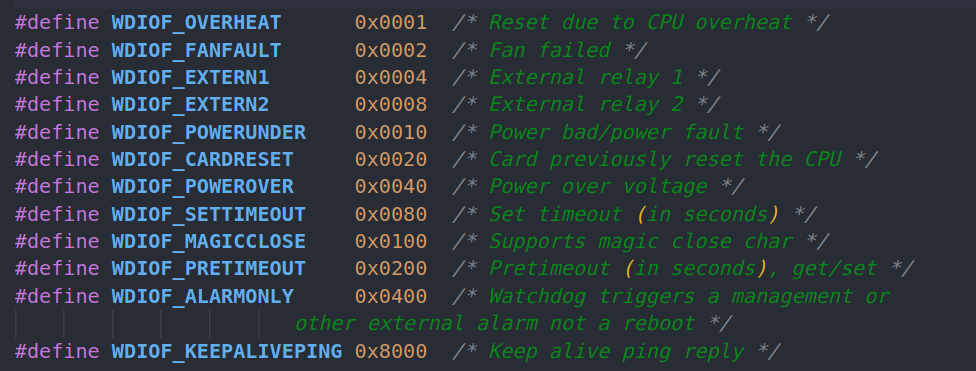 #define WDIOF_OVERHEAT      0x0001  /* Reset due to CPU overheat */
#define WDIOF_FANFAULT      0x0002  /* Fan failed */
#define WDIOF_EXTERN1       0x0004  /* External relay 1 */
#define WDIOF_EXTERN2       0x0008  /* External relay 2 */
#define WDIOF_POWERUNDER    0x0010  /* Power bad/power fault */
#define WDIOF_CARDRESET     0x0020  /* Card previously reset the CPU */
#define WDIOF_POWEROVER     0x0040  /* Power over voltage */
#define WDIOF_SETTIMEOUT    0x0080  /* Set timeout (in seconds) */
#define WDIOF_MAGICCLOSE    0x0100  /* Supports magic close char */
#define WDIOF_PRETIMEOUT    0x0200  /* Pretimeout (in seconds), get/set */
#define WDIOF_ALARMONLY     0x0400  /* Watchdog triggers a management or
                       other external alarm not a reboot */
#define WDIOF_KEEPALIVEPING 0x8000  /* Keep alive ping reply */